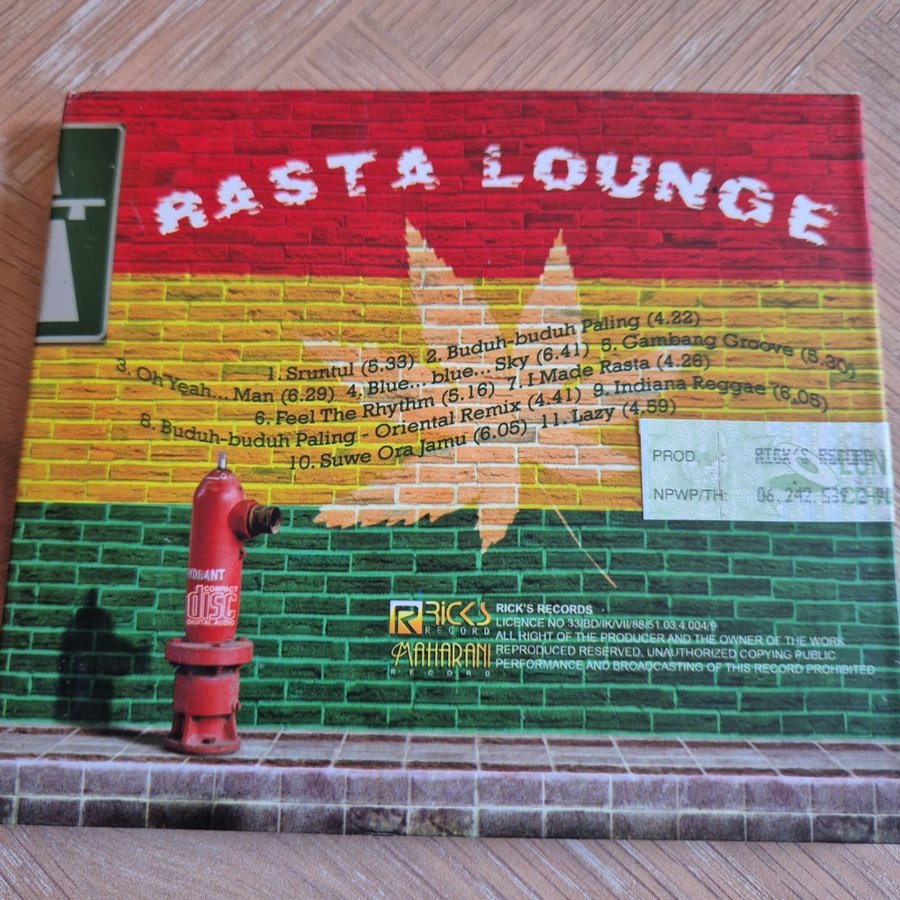 RASTA LOUNGE
1. Sruntul (5.33) 2. Buduh-buduh Paling (4.22)
3. Oh Yeah... Man (6.29) 4. Blue... blue... Sky (6.41) 5. Gambang Groove (5.30)
6. Feel The Rhythm (5.16) 7. I Made Rasta (4.26)
8. Buduh-buduh Paling - Oriental Remix (4.41) 9. Indiana Reggae (6,05)
10. Suwe Ora Jamu (6.05) 11. Lazy (4.59)
PROD :
NPWP/TH:
HYDRANT
COMPACT
disc
DIGITAL AUDIO
RICKS
RECORD
MAHARANI
RECORD
RICK'S RECORDS
LICENCE NO 33/BD/IK/VII/88/51.03.4.004/9
ALL RIGHT OF THE PRODUCER AND THE OWNER OF THE WORK
REPRODUCED RESERVED. UNAUTHORIZED COPYING PUBLIC
PERFORMANCE AND BROADCASTING OF THIS RECORD PROHIBITED